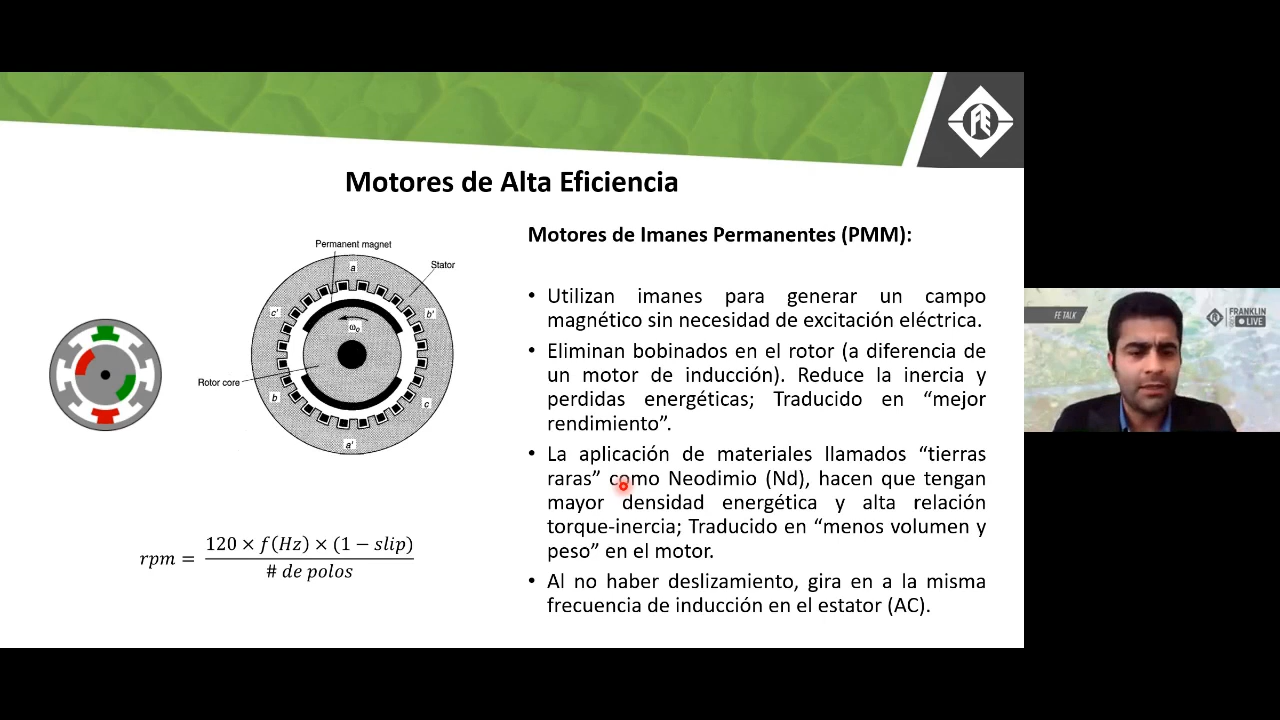 Motores de Alta Eficiencia
Permanent magnet
Stator
a
c'
b'
ω₀
Rotor core
b
c
a'
rpm = 120 × f(Hz) × (1 − slip)
# de polos
Motores de Imanes Permanentes (PMM):
• Utilizan imanes para generar un campo
magnético sin necesidad de excitación eléctrica.
• Eliminan bobinados en el rotor (a diferencia de
un motor de inducción). Reduce la inercia y
perdidas energéticas; Traducido en “mejor
rendimiento”.
• La aplicación de materiales llamados “tierras
raras” como Neodimio (Nd), hacen que tengan
mayor densidad energética y alta relación
torque-inercia; Traducido en “menos volumen y
peso” en el motor.
• Al no haber deslizamiento, gira en a la misma
frecuencia de inducción en el estator (AC).
FE
FE TALK
FRANKLIN
LIVE